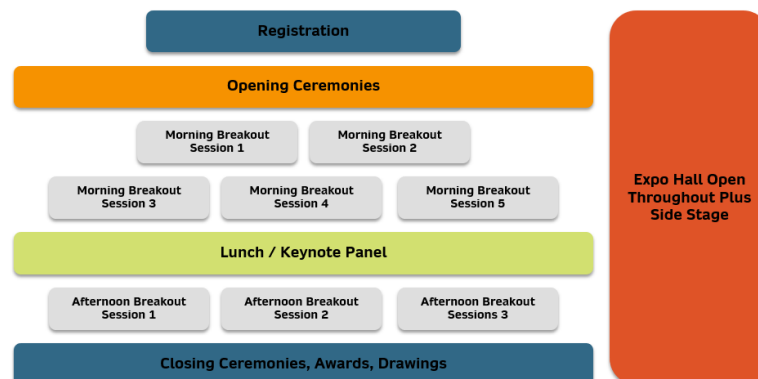 Registration
Opening Ceremonies
Morning Breakout
Session 1
Morning Breakout
Session 2
Morning Breakout
Session 3
Morning Breakout
Session 4
Morning Breakout
Session 5
Lunch / Keynote Panel
Afternoon Breakout
Session 1
Afternoon Breakout
Session 2
Afternoon Breakout
Sessions 3
Closing Ceremonies, Awards, Drawings
Expo Hall Open
Throughout Plus
Side Stage